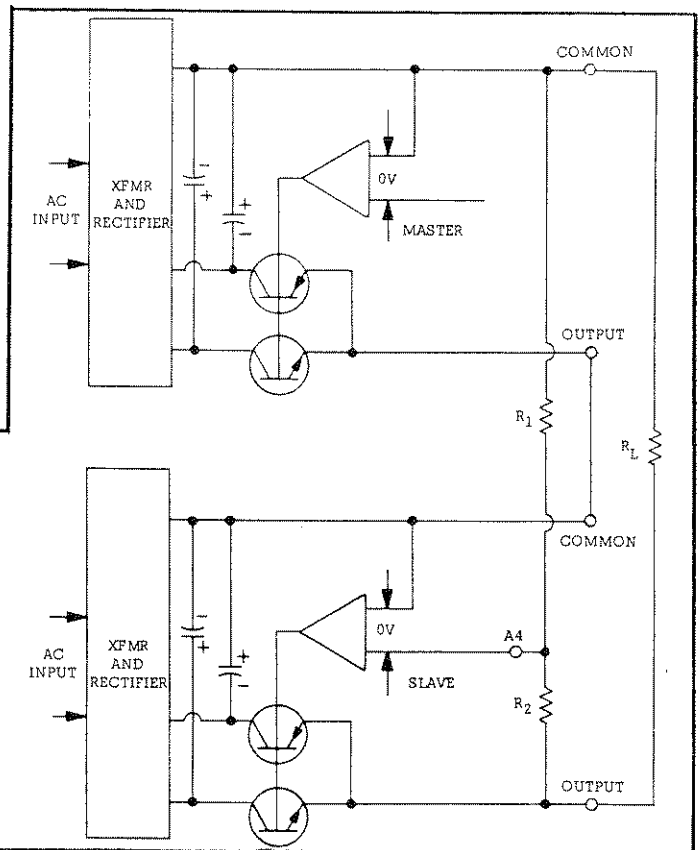 COMMON
XFMR
AND
RECTIFIER
AC
INPUT
-
+
+
-
0V
MASTER
OUTPUT
R1
RL
COMMON
XFMR
AND
RECTIFIER
AC
INPUT
-
+
+
-
0V
A4
SLAVE
R2
OUTPUT